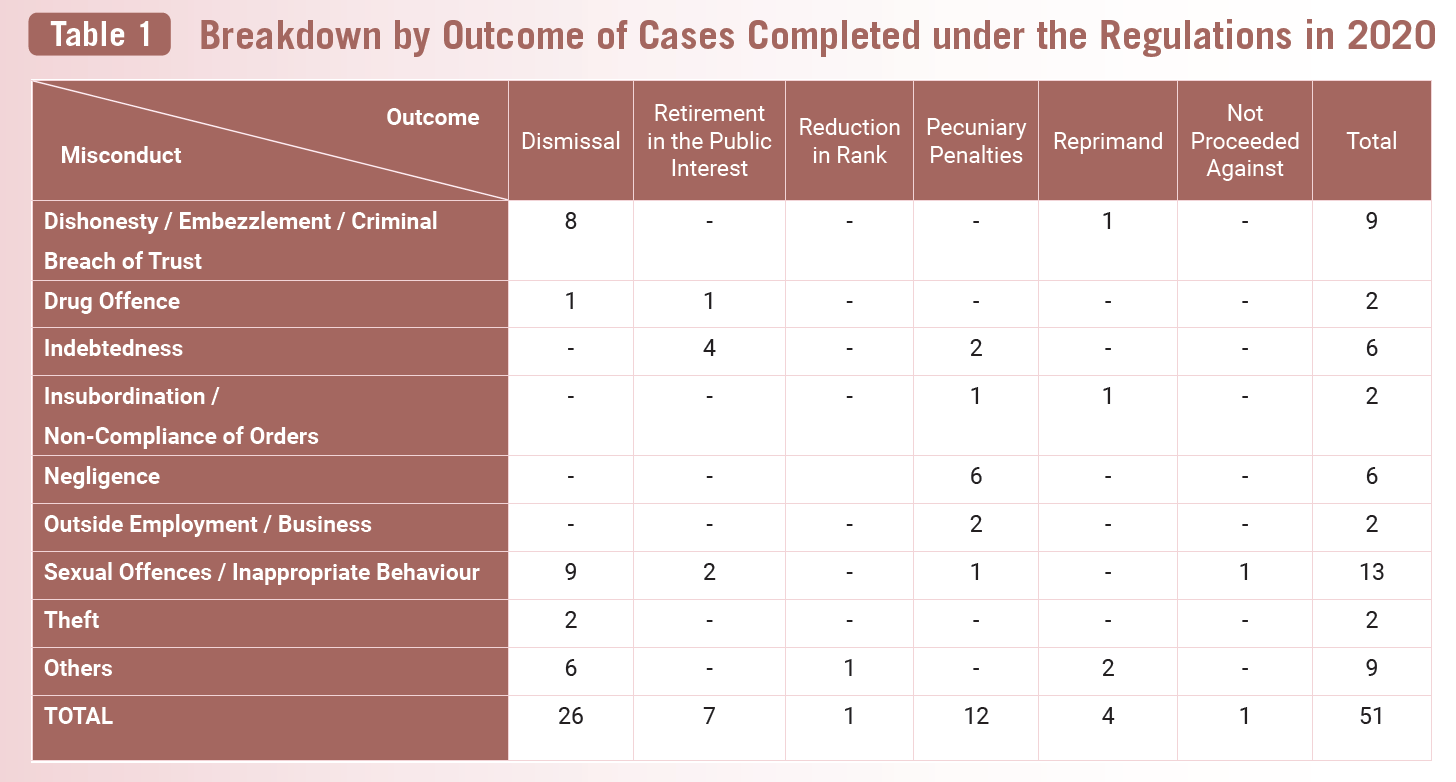 Table 1 Breakdown by Outcome of Cases Completed under the Regulations in 2020
Outcome
Misconduct
Dismissal
Retirement
in the Public
Interest
Reduction
in Rank
Pecuniary
Penalties
Reprimand
Not
Proceeded
Against
Total
Dishonesty / Embezzlement / Criminal
Breach of Trust
8 - - - 1 - 9
Drug Offence 1 1 - - - - 2
Indebtedness - 4 - 2 - - 6
Insubordination /
Non-Compliance of Orders
- - - 1 1 - 2
Negligence - - 6 - - 6
Outside Employment / Business - - - 2 - - 2
Sexual Offences / Inappropriate Behaviour 9 2 - 1 - 1 13
Theft 2 - - - - - 2
Others 6 - 1 - 2 - 9
TOTAL 26 7 1 12 4 1 51